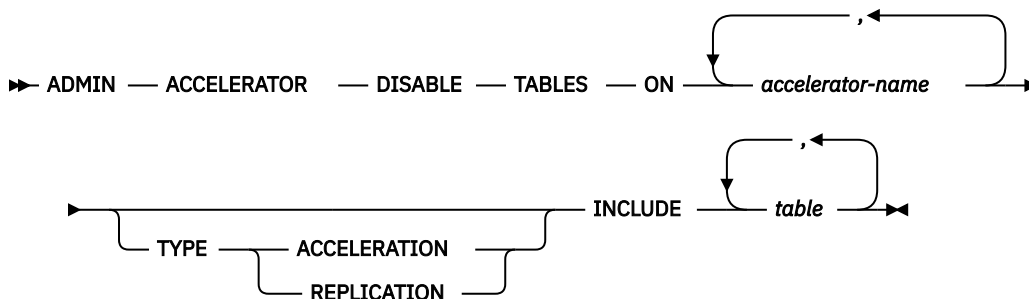 ,
ADMIN ACCELERATOR DISABLE TABLES ON accelerator-name
,
INCLUDE table
TYPE ACCELERATION
REPLICATION